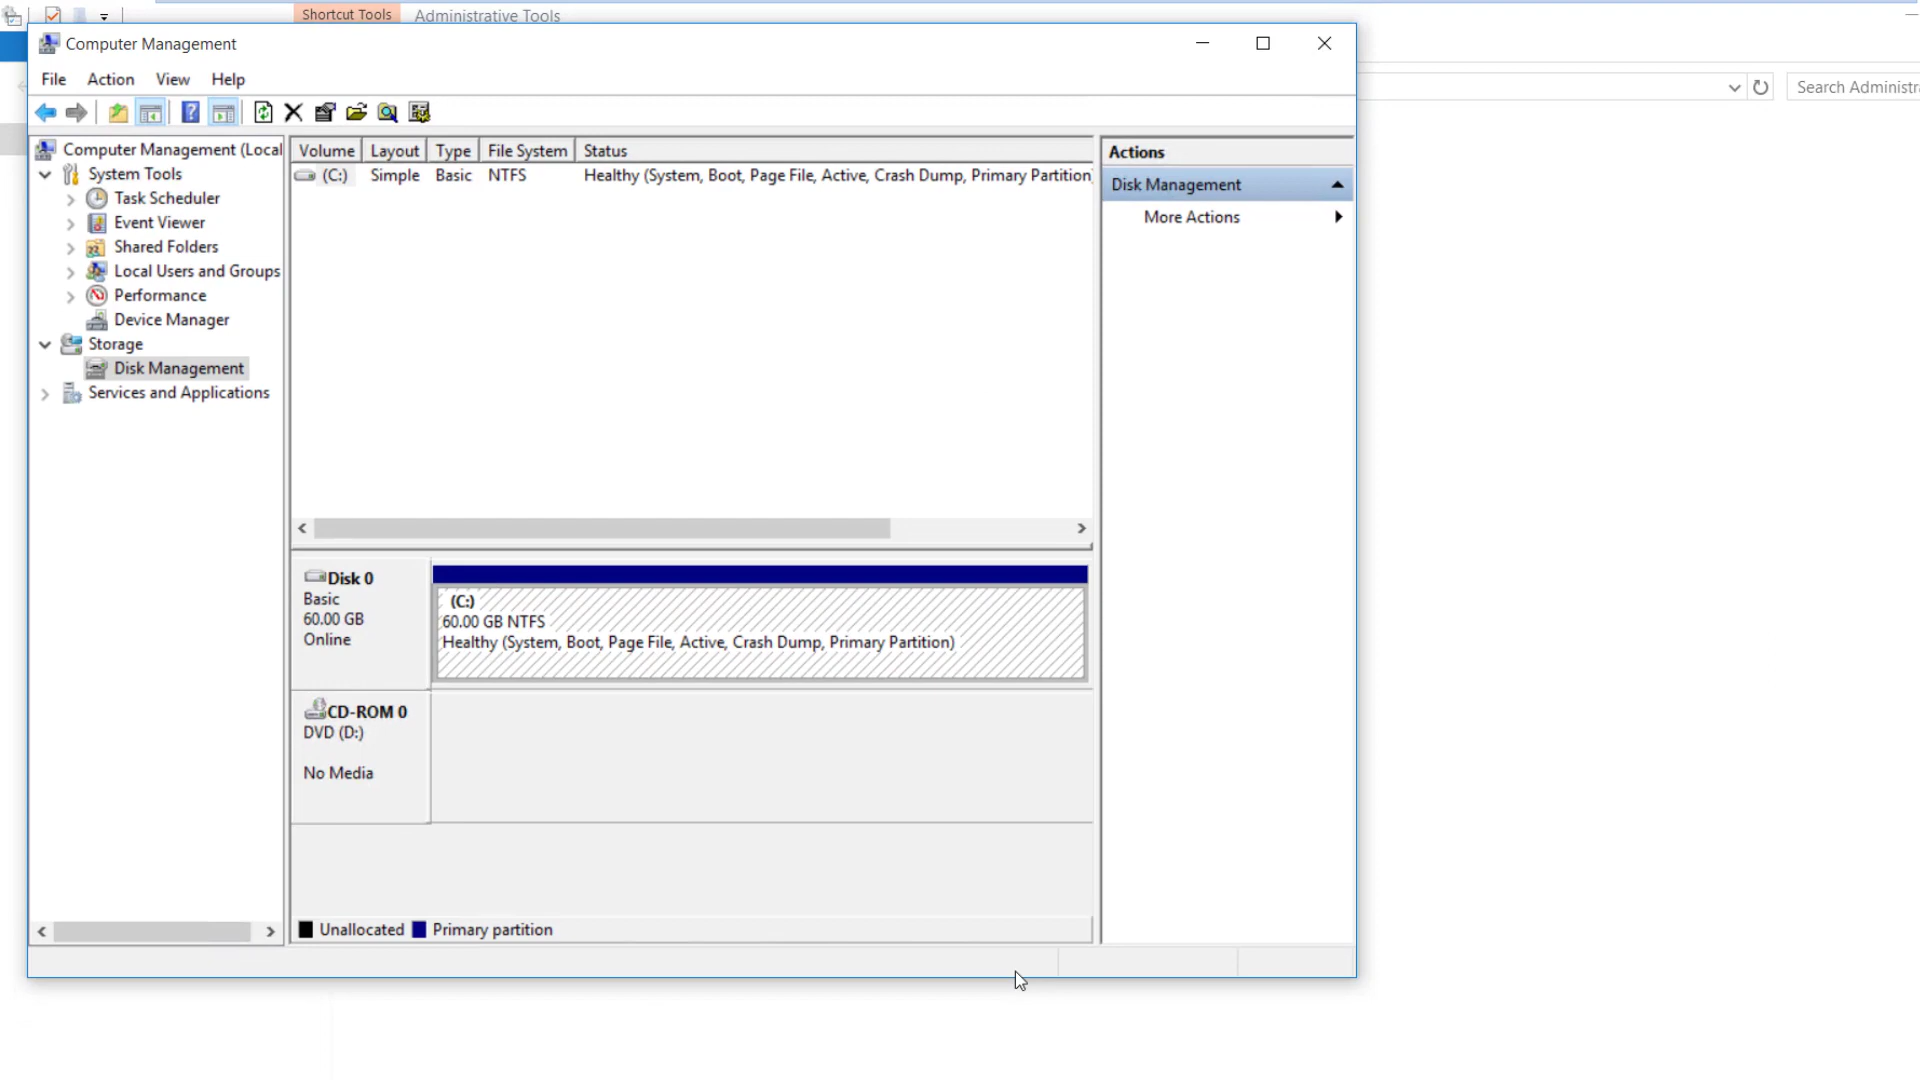 Shortcut Tools
Administrative Tools
Computer Management
File Action View Help
Search Administra
Computer Management (Local
System Tools
Task Scheduler
Event Viewer
Shared Folders
Local Users and Groups
Performance
Device Manager
Storage
Disk Management
Services and Applications
Volume Layout Type File System Status
(C:) Simple Basic NTFS Healthy (System, Boot, Page File, Active, Crash Dump, Primary Partition)
Disk 0
Basic
60.00 GB
Online
(C:)
60.00 GB NTFS
Healthy (System, Boot, Page File, Active, Crash Dump, Primary Partition)
CD-ROM 0
DVD (D:)
No Media
Unallocated Primary partition
Actions
Disk Management
More Actions